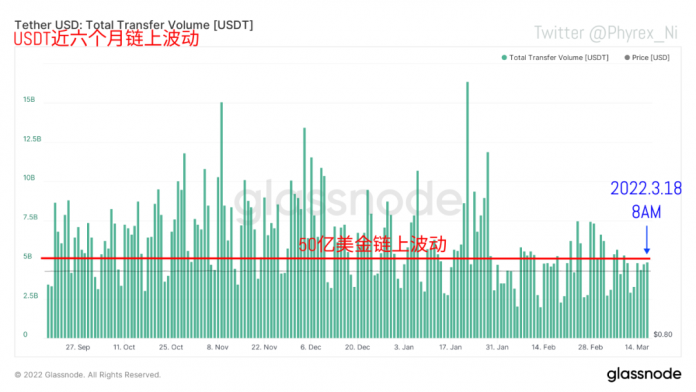 Tether USD: Total Transfer Volume [USDT]
Twitter @Phyrex_Ni
USDT近六个月链上波动
Total Transfer Volume [USDT]
Price [USD]
15B
12.5B
10B
7.5B
5B
2.5B
0
glassnode
50亿美金链上波动
2022.3.18
8AM
$0.80
27. Sep
11. Oct
25. Oct
8. Nov
22. Nov
6. Dec
20. Dec
3. Jan
17. Jan
31. Jan
14. Feb
28. Feb
14. Mar
© 2022 Glassnode. All Rights Reserved.
glassnode